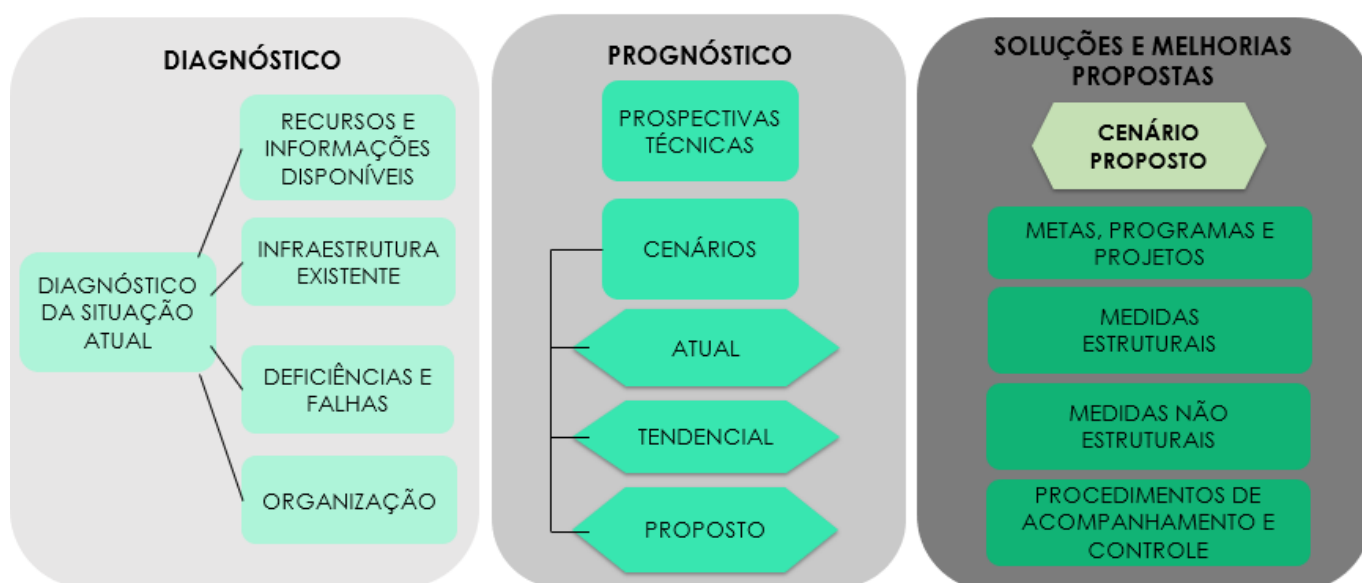 DIAGNÓSTICO
DIAGNÓSTICO
DA SITUAÇÃO
ATUAL
RECURSOS E
INFORMAÇÕES
DISPONÍVEIS
INFRAESTRUTURA
EXISTENTE
DEFICIÊNCIAS E
FALHAS
ORGANIZAÇÃO
PROGNÓSTICO
PROSPECTIVAS
TÉCNICAS
CENÁRIOS
ATUAL
TENDENCIAL
PROPOSTO
SOLUÇÕES E MELHORIAS
PROPOSTAS
CENÁRIO
PROPOSTO
METAS, PROGRAMAS E
PROJETOS
MEDIDAS
ESTRUTURAIS
MEDIDAS NÃO
ESTRUTURAIS
PROCEDIMENTOS DE
ACOMPANHAMENTO E
CONTROLE